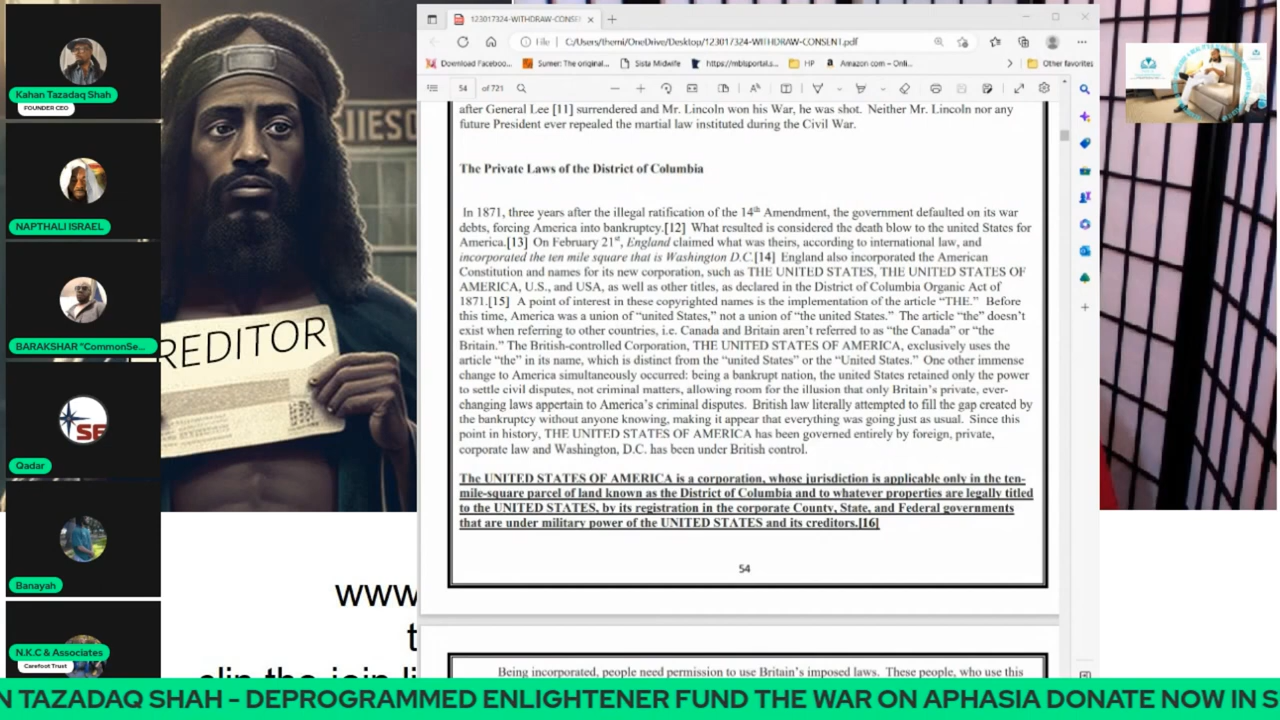 Kahan Tazadaq Shah
FOUNDER CEO
NAPTHALI ISRAEL
BARAKSHAR "CommonSe...
Qadar
SE
Banayah
N.K.C & Associates
Carefoot Trust
REDITOR
www
t
clip the join li
123017324-WITHDRAW-CONSE
File
C:/Users/themi/OneDrive/Desktop/123017324-WITHDRAW-CONSENT.pdf
Download Faceboo...
Sumer: The original...
Sista Midwife
https://mblsportal.s...
HP
Amazon.com – Onli...
Other favorites
54 of 721
after General Lee [11] surrendered and Mr. Lincoln won his War, he was shot. Neither Mr. Lincoln nor any
future President ever repealed the martial law instituted during the Civil War.
The Private Laws of the District of Columbia
In 1871, three years after the illegal ratification of the 14th Amendment, the government defaulted on its war
debts, forcing America into bankruptcy.[12] What resulted is considered the death blow to the united States for
America.[13] On February 21st, England claimed what was theirs, according to international law, and
incorporated the ten mile square that is Washington D.C.[14] England also incorporated the American
Constitution and names for its new corporation, such as THE UNITED STATES, THE UNITED STATES OF
AMERICA, U.S., and USA, as well as other titles, as declared in the District of Columbia Organic Act of
1871.[15] A point of interest in these copyrighted names is the implementation of the article “THE.” Before
this time, America was a union of “united States,” not a union of “the united States.” The article “the” doesn’t
exist when referring to other countries, i.e. Canada and Britain aren’t referred to as “the Canada” or “the
Britain.” The British-controlled Corporation, THE UNITED STATES OF AMERICA, exclusively uses the
article “the” in its name, which is distinct from the “united States” or the “United States.” One other immense
change to America simultaneously occurred: being a bankrupt nation, the united States retained only the power
to settle civil disputes, not criminal matters, allowing room for the illusion that only Britain’s private, ever-
changing laws appertain to America’s criminal disputes. British law literally attempted to fill the gap created by
the bankruptcy without anyone knowing, making it appear that everything was going just as usual. Since this
point in history, THE UNITED STATES OF AMERICA has been governed entirely by foreign, private,
corporate law and Washington, D.C. has been under British control.
The UNITED STATES OF AMERICA is a corporation, whose jurisdiction is applicable only in the ten-
mile-square parcel of land known as the District of Columbia and to whatever properties are legally titled
to the UNITED STATES, by its registration in the corporate County, State, and Federal governments
that are under military power of the UNITED STATES and its creditors.[16]
54
Being incorporated, people need permission to use Britain’s imposed laws. These people, who use this
N TAZADAQ SHAH - DEPROGRAMMED ENLIGHTENER FUND THE WAR ON APHASIA DONATE NOW IN S